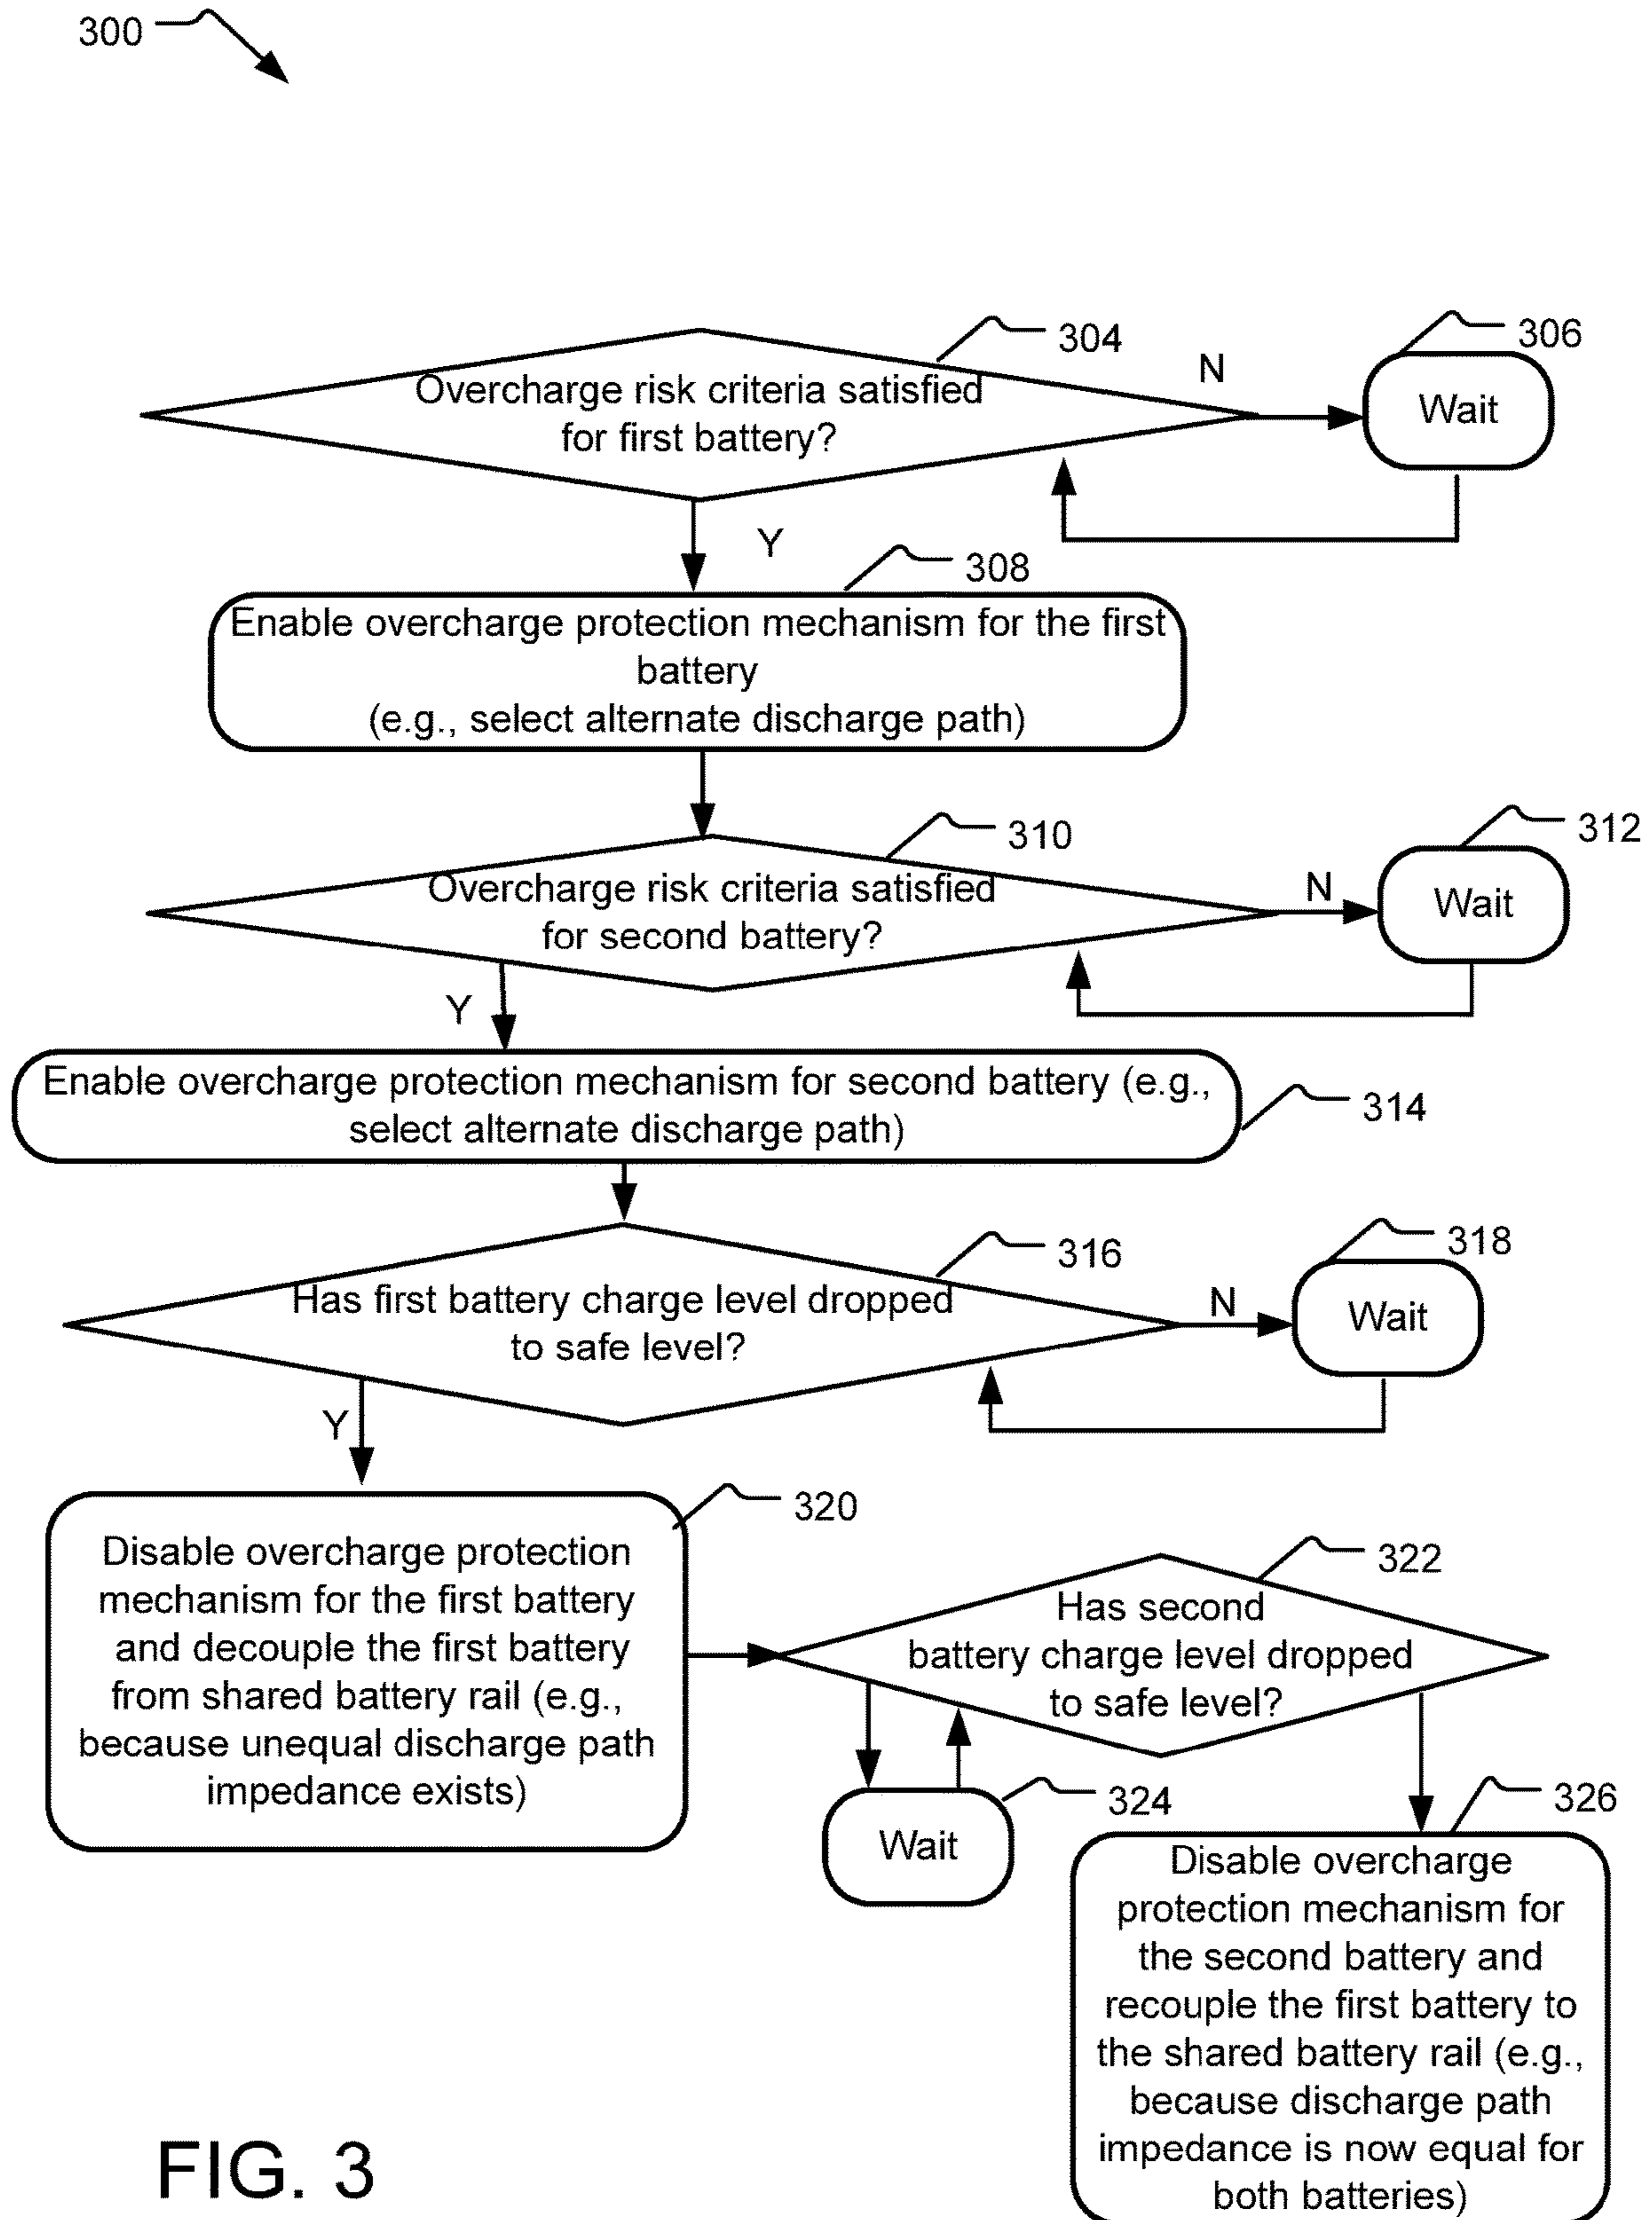 300
304
Overcharge risk criteria satisfied
for first battery?
N
306
Wait
Y
308
Enable overcharge protection mechanism for the first
battery
(e.g., select alternate discharge path)
310
Overcharge risk criteria satisfied
for second battery?
N
312
Wait
Y
Enable overcharge protection mechanism for second battery (e.g.,
select alternate discharge path)
314
316
Has first battery charge level dropped
to safe level?
N
318
Wait
Y
320
Disable overcharge protection
mechanism for the first battery
and decouple the first battery
from shared battery rail (e.g.,
because unequal discharge path
impedance exists)
322
Has second
battery charge level dropped
to safe level?
324
Wait
326
Disable overcharge
protection mechanism for
the second battery and
recouple the first battery to
the shared battery rail (e.g.,
because discharge path
impedance is now equal for
both batteries)
FIG. 3